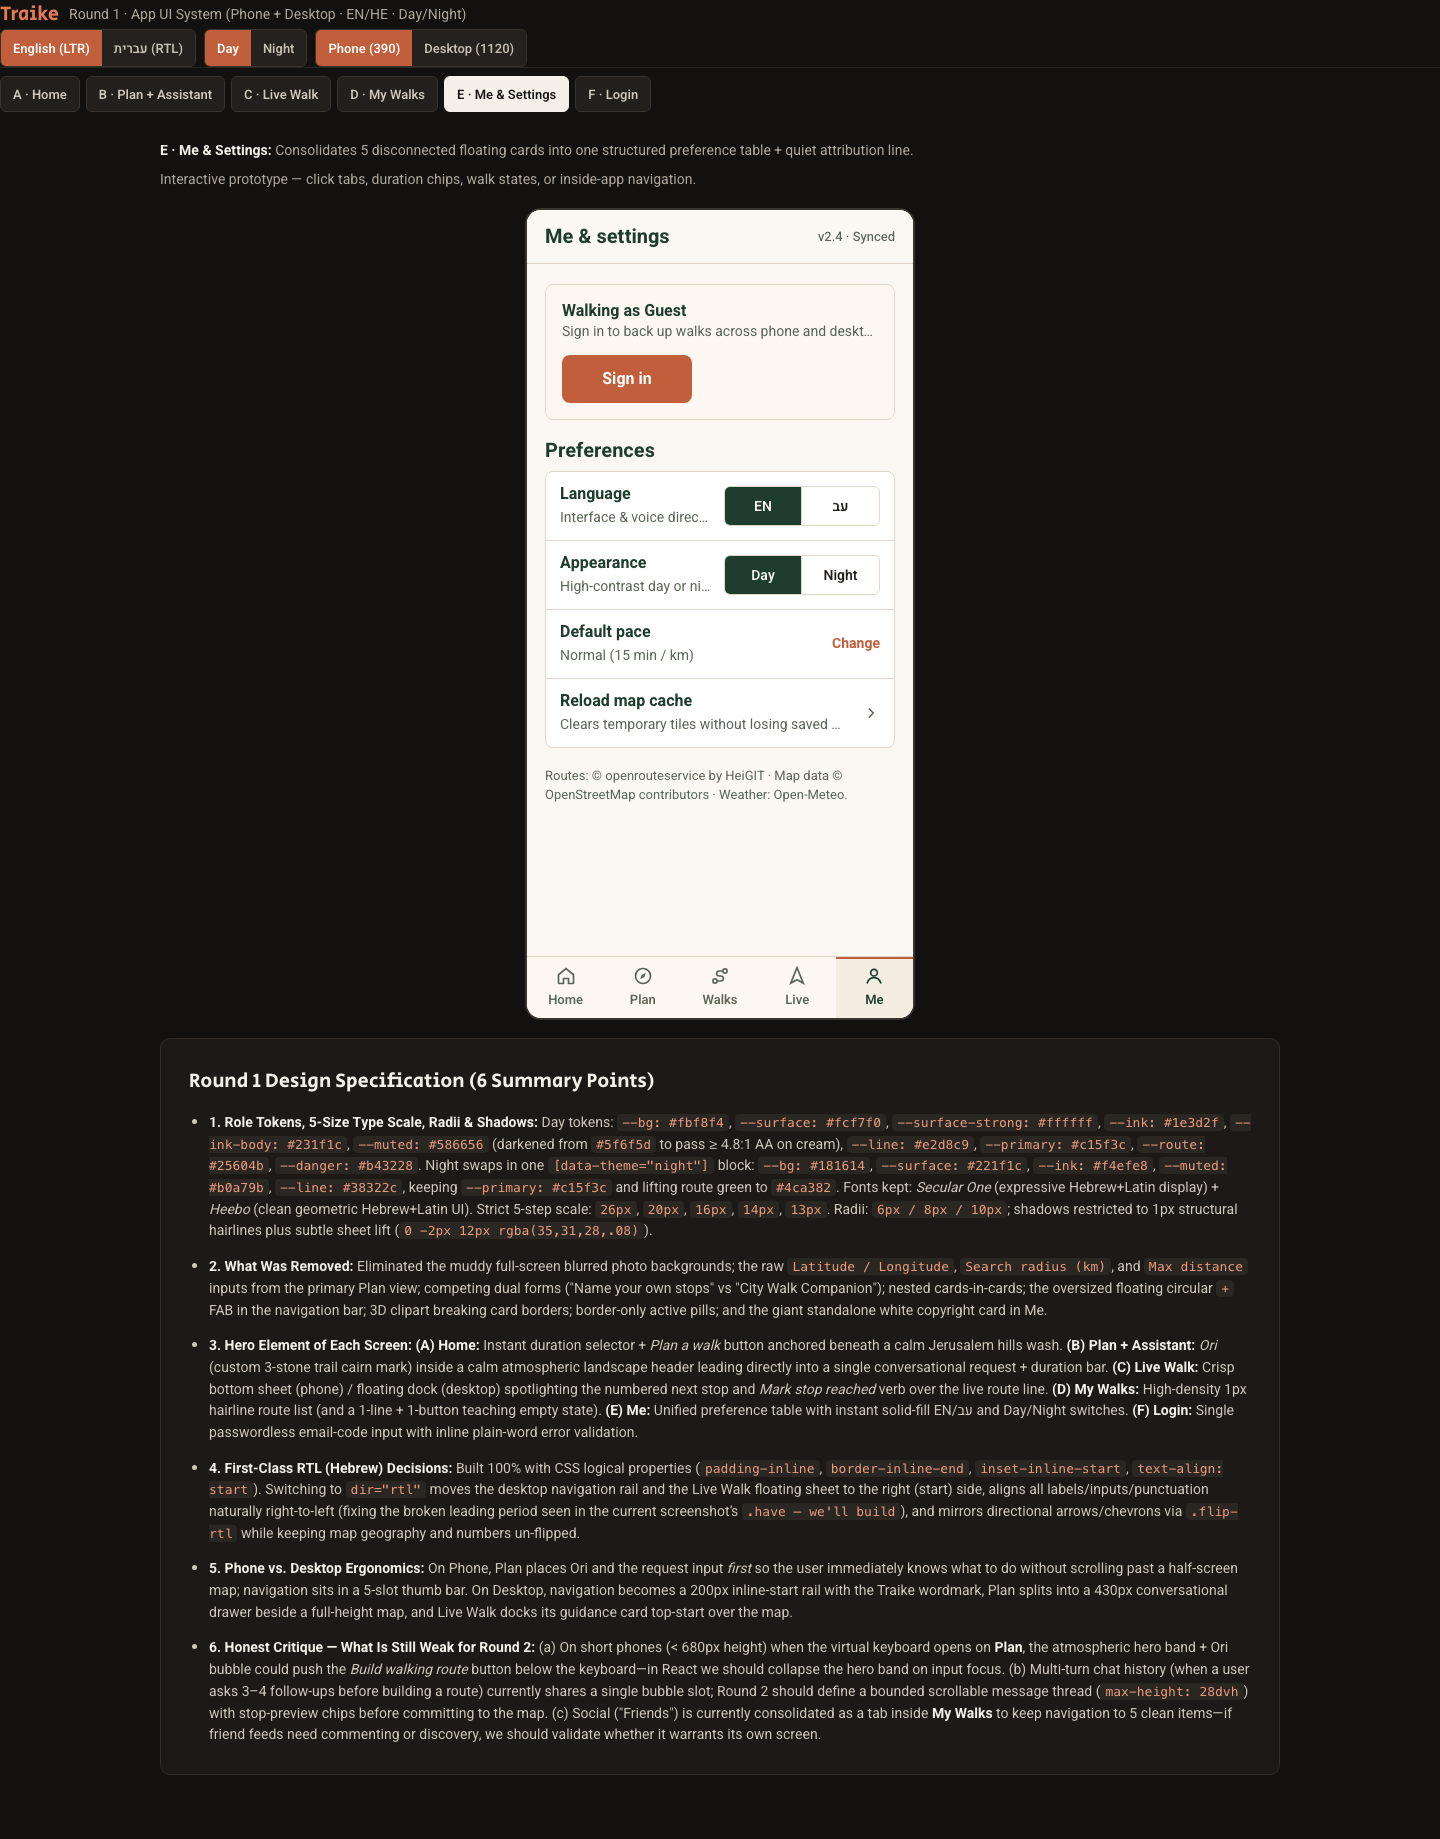 Traike Round 1 · App UI System (Phone + Desktop · EN/HE · Day/Night)
English (LTR) עברית (RTL) Day Night Phone (390) Desktop (1120)
A · Home B · Plan + Assistant C · Live Walk D · My Walks E · Me & Settings F · Login
E · Me & Settings: Consolidates 5 disconnected floating cards into one structured preference table + quiet attribution line.
Interactive prototype — click tabs, duration chips, walk states, or inside-app navigation.
Me & settings v2.4 · Synced
Walking as Guest
Sign in to back up walks across phone and deskt…
Sign in
Preferences
Language
Interface & voice direc…
EN עב
Appearance
High-contrast day or ni…
Day Night
Default pace
Normal (15 min / km)
Change
Reload map cache
Clears temporary tiles without losing saved …
Routes: © openrouteservice by HeiGIT · Map data ©
OpenStreetMap contributors · Weather: Open-Meteo.
Home Plan Walks Live Me
Round 1 Design Specification (6 Summary Points)
• 1. Role Tokens, 5-Size Type Scale, Radii & Shadows: Day tokens: --bg: #fbf8f4, --surface: #fcf7f0, --surface-strong: #ffffff, --ink: #1e3d2f, --
ink-body: #231f1c, --muted: #586656 (darkened from #5f6f5d to pass ≥ 4.8:1 AA on cream), --line: #e2d8c9, --primary: #c15f3c, --route:
#25604b, --danger: #b43228. Night swaps in one [data-theme="night"] block: --bg: #181614, --surface: #221f1c, --ink: #f4efe8, --muted:
#b0a79b, --line: #38322c, keeping --primary: #c15f3c and lifting route green to #4ca382. Fonts kept: Secular One (expressive Hebrew+Latin display) +
Heebo (clean geometric Hebrew+Latin UI). Strict 5-step scale: 26px, 20px, 16px, 14px, 13px. Radii: 6px / 8px / 10px; shadows restricted to 1px structural
hairlines plus subtle sheet lift (0 -2px 12px rgba(35,31,28,.08)).
• 2. What Was Removed: Eliminated the muddy full-screen blurred photo backgrounds; the raw Latitude / Longitude, Search radius (km), and Max distance
inputs from the primary Plan view; competing dual forms ("Name your own stops" vs "City Walk Companion"); nested cards-in-cards; the oversized floating circular +
FAB in the navigation bar; 3D clipart breaking card borders; border-only active pills; and the giant standalone white copyright card in Me.
• 3. Hero Element of Each Screen: (A) Home: Instant duration selector + Plan a walk button anchored beneath a calm Jerusalem hills wash. (B) Plan + Assistant: Ori
(custom 3-stone trail cairn mark) inside a calm atmospheric landscape header leading directly into a single conversational request + duration bar. (C) Live Walk: Crisp
bottom sheet (phone) / floating dock (desktop) spotlighting the numbered next stop and Mark stop reached verb over the live route line. (D) My Walks: High-density 1px
hairline route list (and a 1-line + 1-button teaching empty state). (E) Me: Unified preference table with instant solid-fill EN/עב and Day/Night switches. (F) Login: Single
passwordless email-code input with inline plain-word error validation.
• 4. First-Class RTL (Hebrew) Decisions: Built 100% with CSS logical properties (padding-inline, border-inline-end, inset-inline-start, text-align:
start). Switching to dir="rtl" moves the desktop navigation rail and the Live Walk floating sheet to the right (start) side, aligns all labels/inputs/punctuation
naturally right-to-left (fixing the broken leading period seen in the current screenshot's .have — we'll build), and mirrors directional arrows/chevrons via .flip-
rtl while keeping map geography and numbers un-flipped.
• 5. Phone vs. Desktop Ergonomics: On Phone, Plan places Ori and the request input first so the user immediately knows what to do without scrolling past a half-screen
map; navigation sits in a 5-slot thumb bar. On Desktop, navigation becomes a 200px inline-start rail with the Traike wordmark, Plan splits into a 430px conversational
drawer beside a full-height map, and Live Walk docks its guidance card top-start over the map.
• 6. Honest Critique — What Is Still Weak for Round 2: (a) On short phones (< 680px height) when the virtual keyboard opens on Plan, the atmospheric hero band + Ori
bubble could push the Build walking route button below the keyboard—in React we should collapse the hero band on input focus. (b) Multi-turn chat history (when a user
asks 3–4 follow-ups before building a route) currently shares a single bubble slot; Round 2 should define a bounded scrollable message thread (max-height: 28dvh)
with stop-preview chips before committing to the map. (c) Social ("Friends") is currently consolidated as a tab inside My Walks to keep navigation to 5 clean items—if
friend feeds need commenting or discovery, we should validate whether it warrants its own screen.